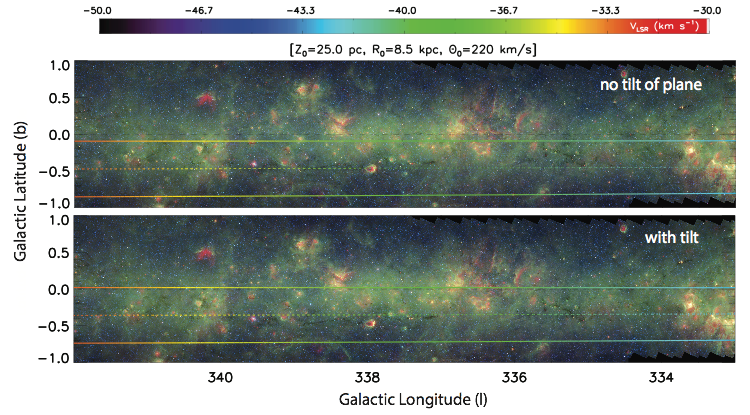 −50.0 −46.7 −43.3 −40.0 −36.7 −33.3 −30.0
V_LSR (km s⁻¹)
[Z₀=25.0 pc, R₀=8.5 kpc, Θ₀=220 km/s]
Galactic Latitude (b)
1.0
0.5
0.0
−0.5
−1.0
no tilt of plane
1.0
0.5
0.0
−0.5
−1.0
with tilt
340 338 336 334
Galactic Longitude (l)